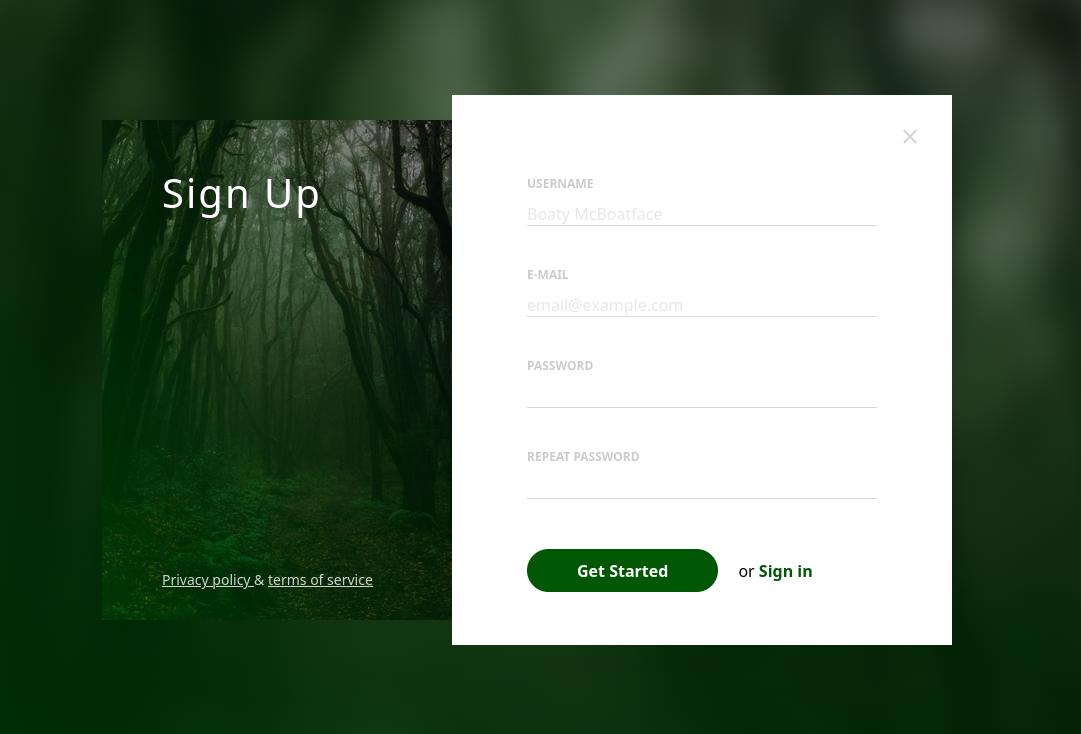 Sign Up
Privacy policy & terms of service
USERNAME
Boaty McBoatface
E-MAIL
email@example.com
PASSWORD
REPEAT PASSWORD
Get Started
or Sign in